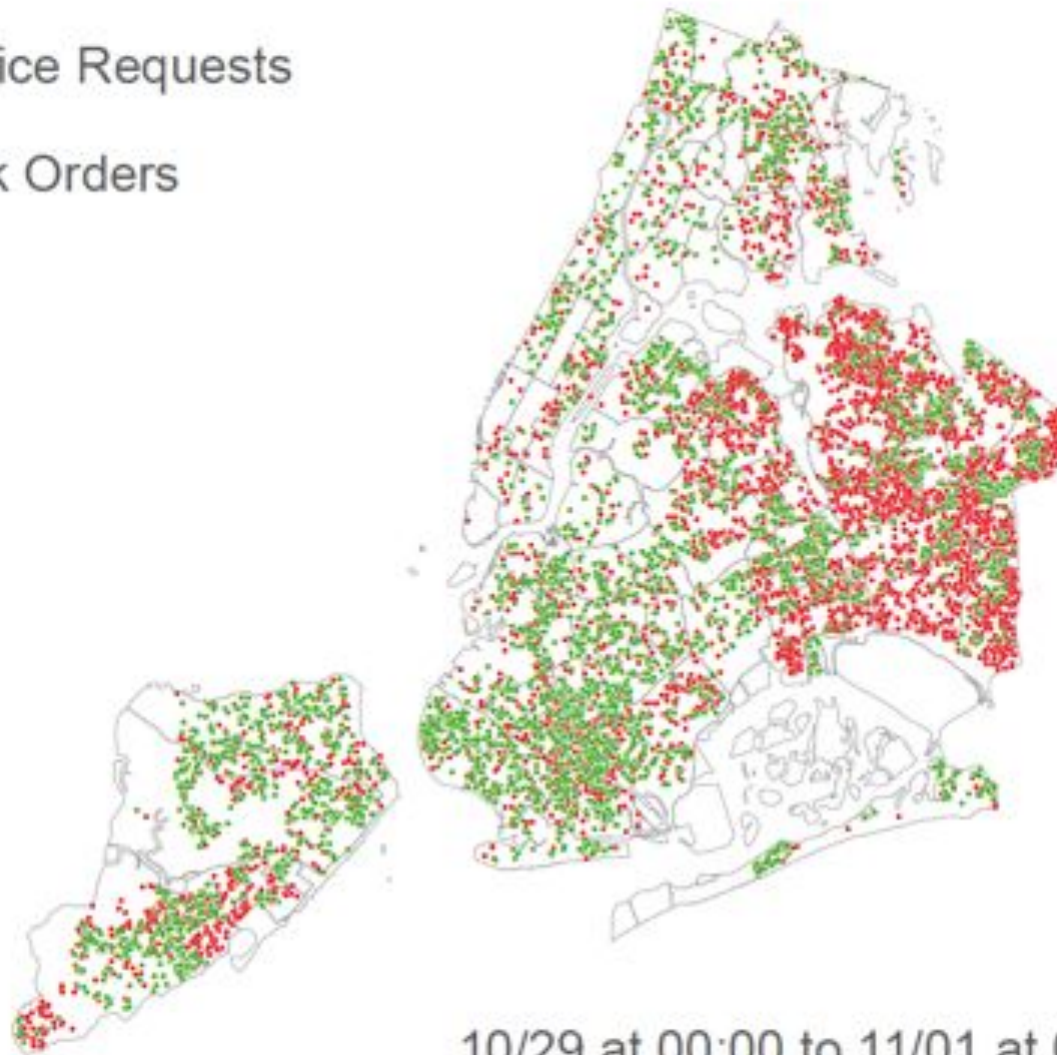 ice Requests
k Orders
10/29 at 00:00 to 11/01 at